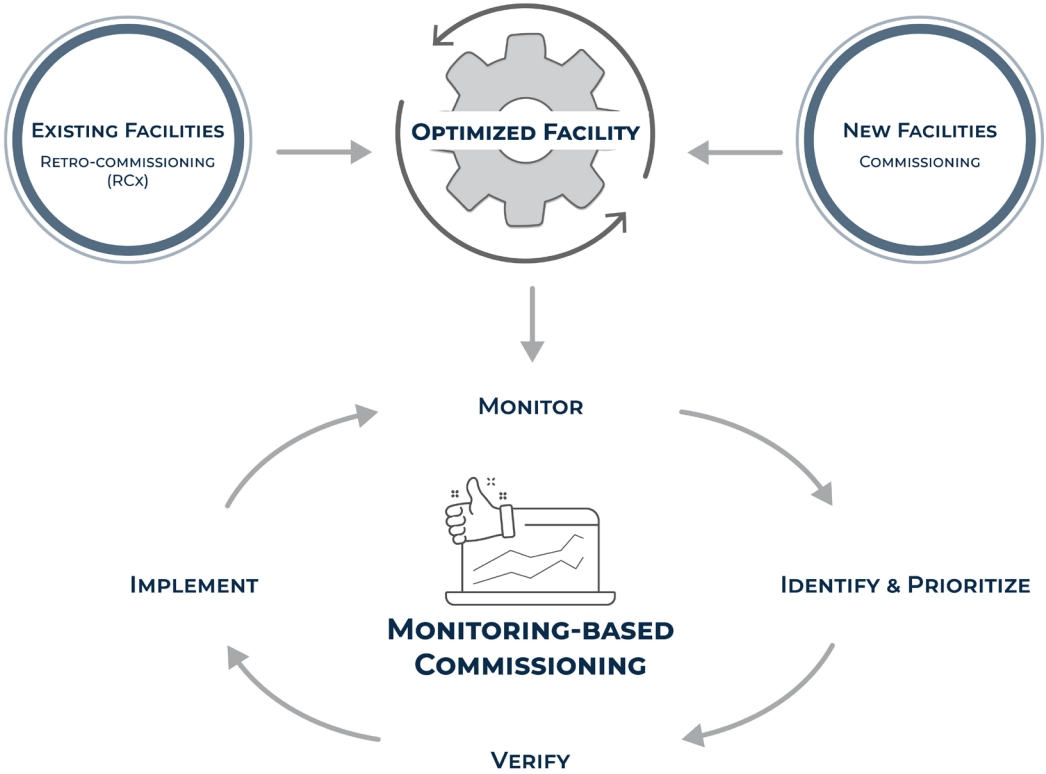 Existing Facilities
Retro-commissioning
(RCx)
Optimized Facility
New Facilities
Commissioning
Monitor
Implement
Identify & Prioritize
Monitoring-based
Commissioning
Verify